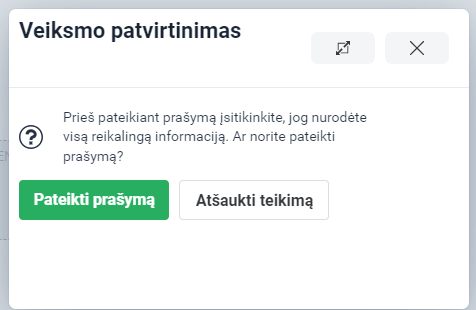 Veiksmo patvirtinimas
Prieš pateikiant prašymą įsitikinkite, jog nurodėte
visą reikalingą informaciją. Ar norite pateikti
prašymą?
Pateikti prašymą
Atšaukti teikimą